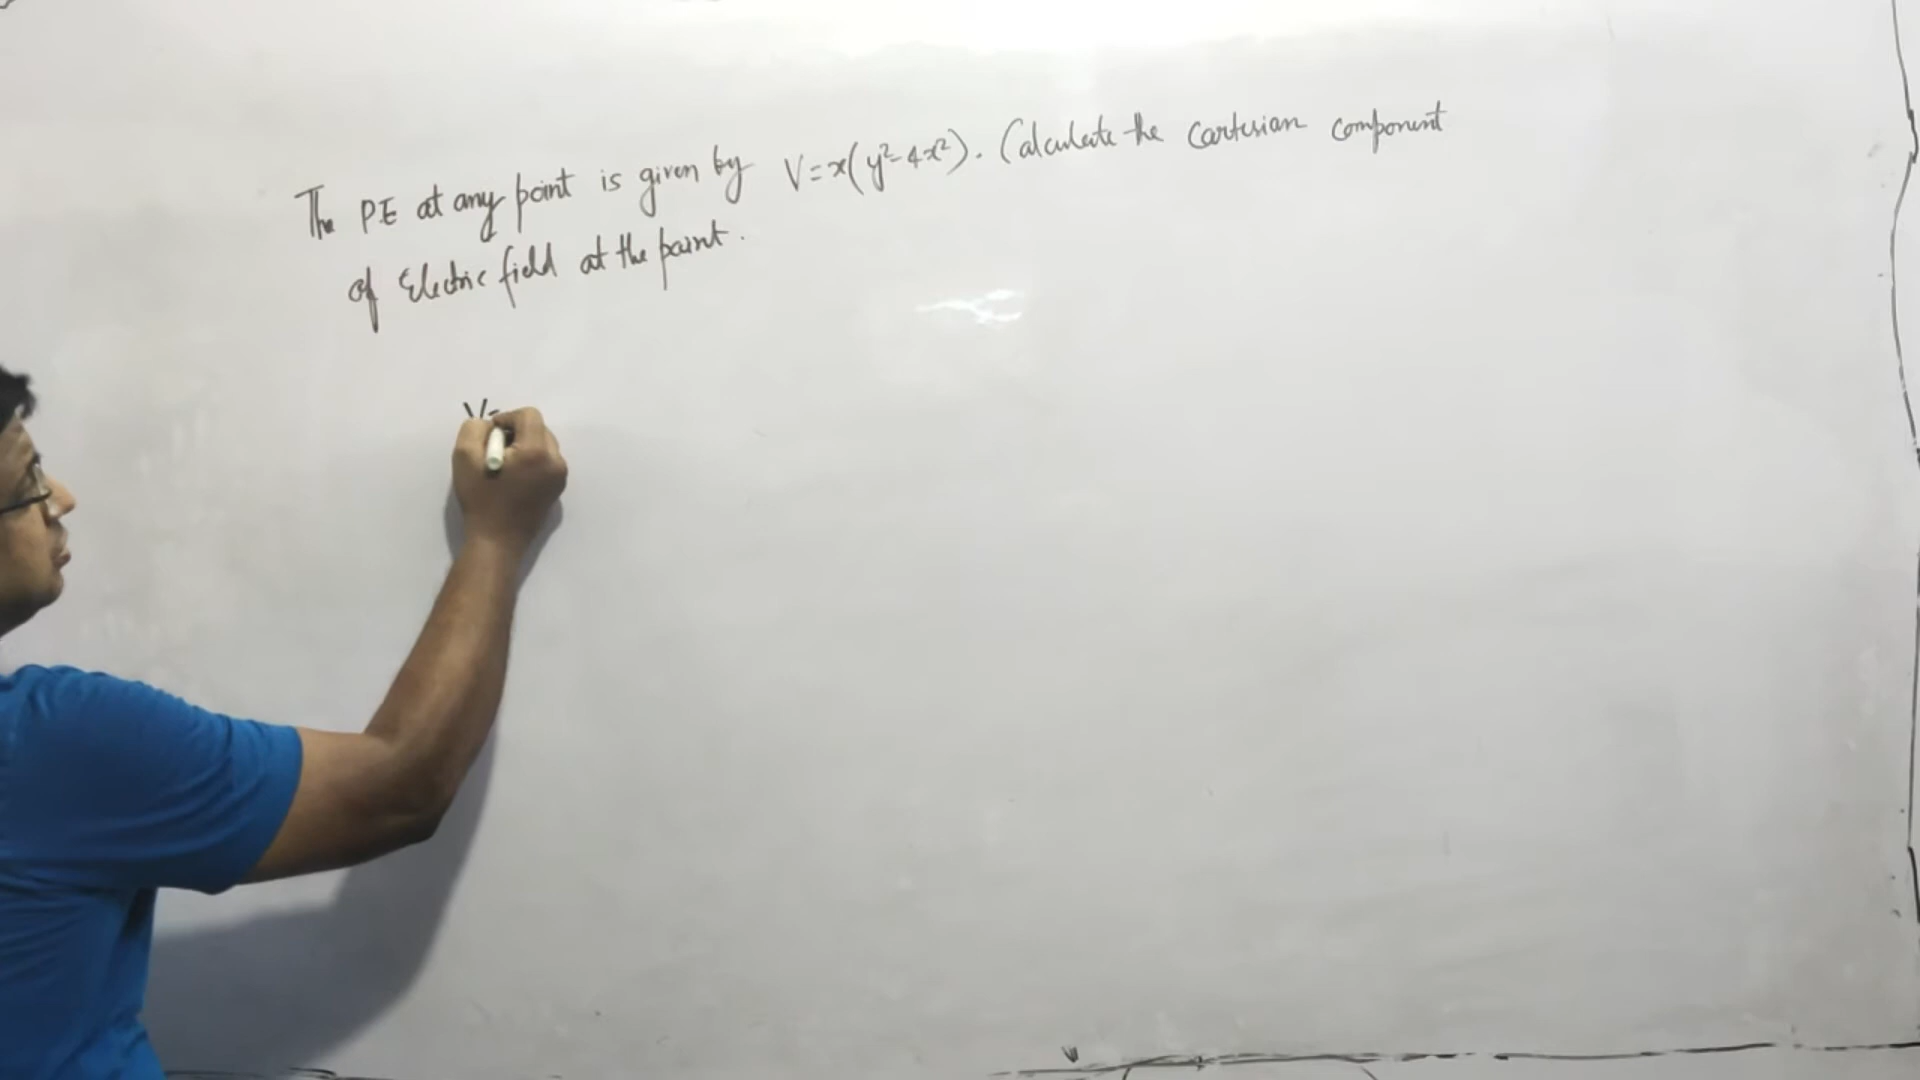 The PE at any point is given by V=x(y²-4x²). Calculate the Cartesian component
of Electric field at the point.
V=